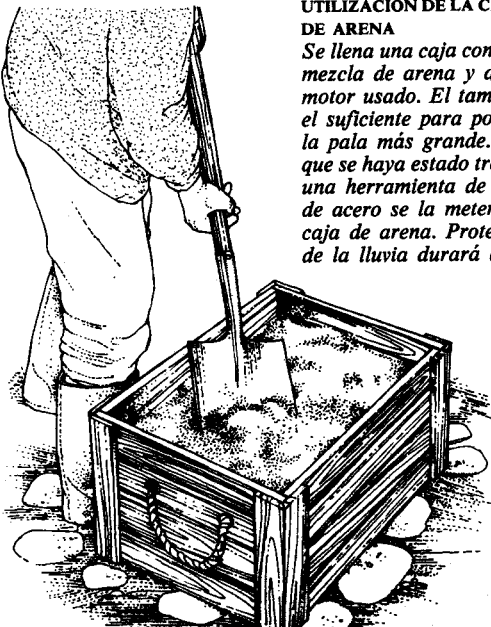 UTILIZACION DE LA C
DE ARENA
Se llena una caja con
mezcla de arena y a
motor usado. El tam
el suficiente para po
la pala más grande.
que se haya estado tr
una herramienta de
de acero se la meter
caja de arena. Prote
de la lluvia durará